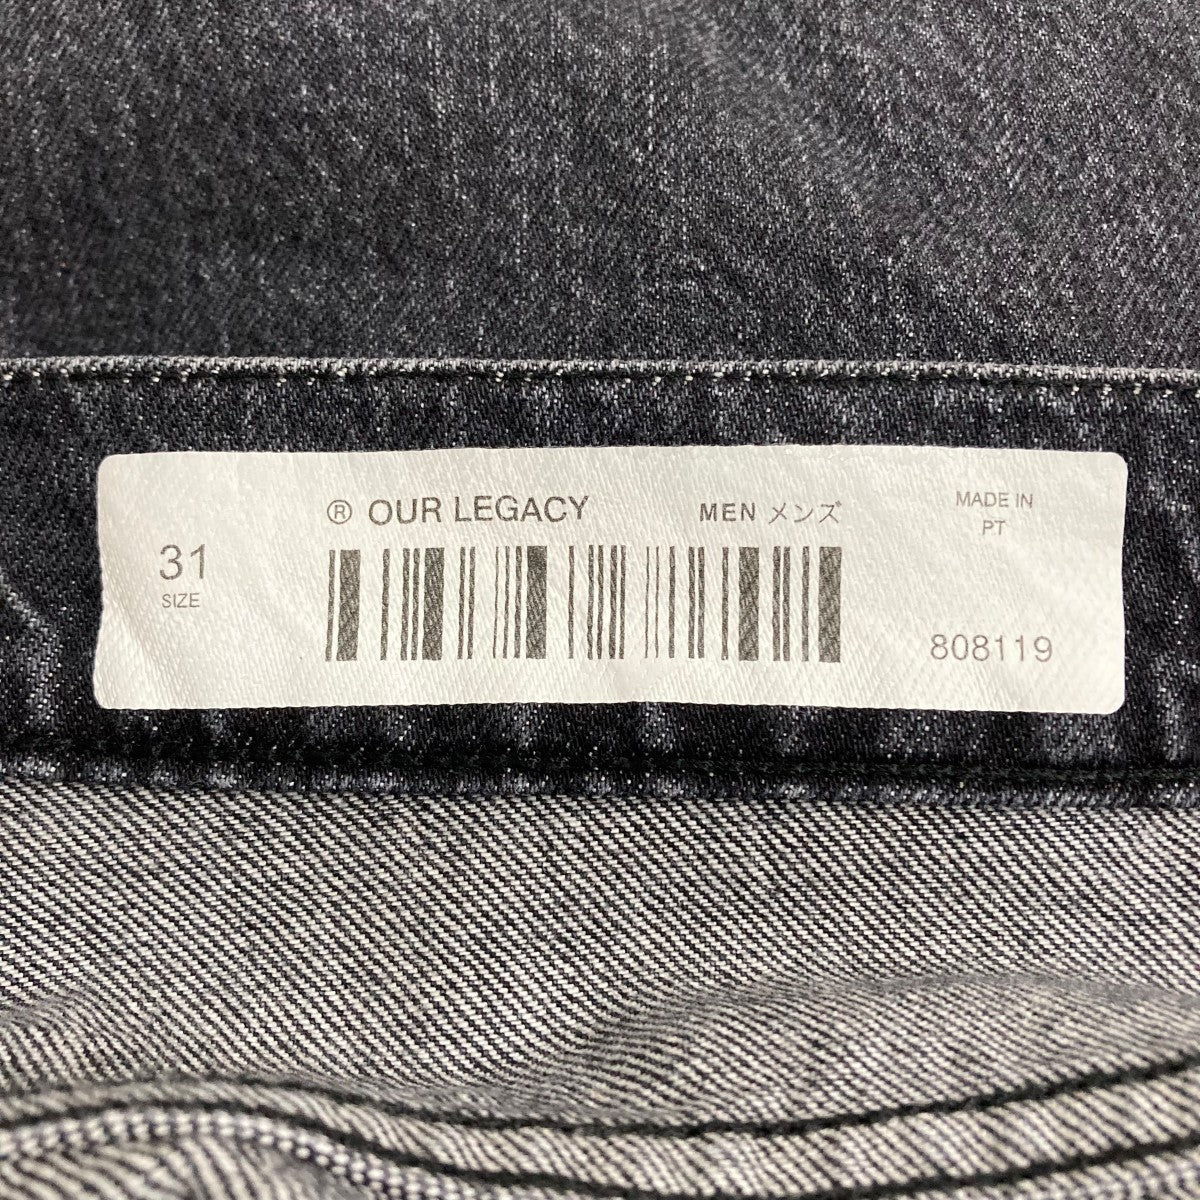 ® OUR LEGACY
MEN メンズ
MADE IN
PT
31
SIZE
808119